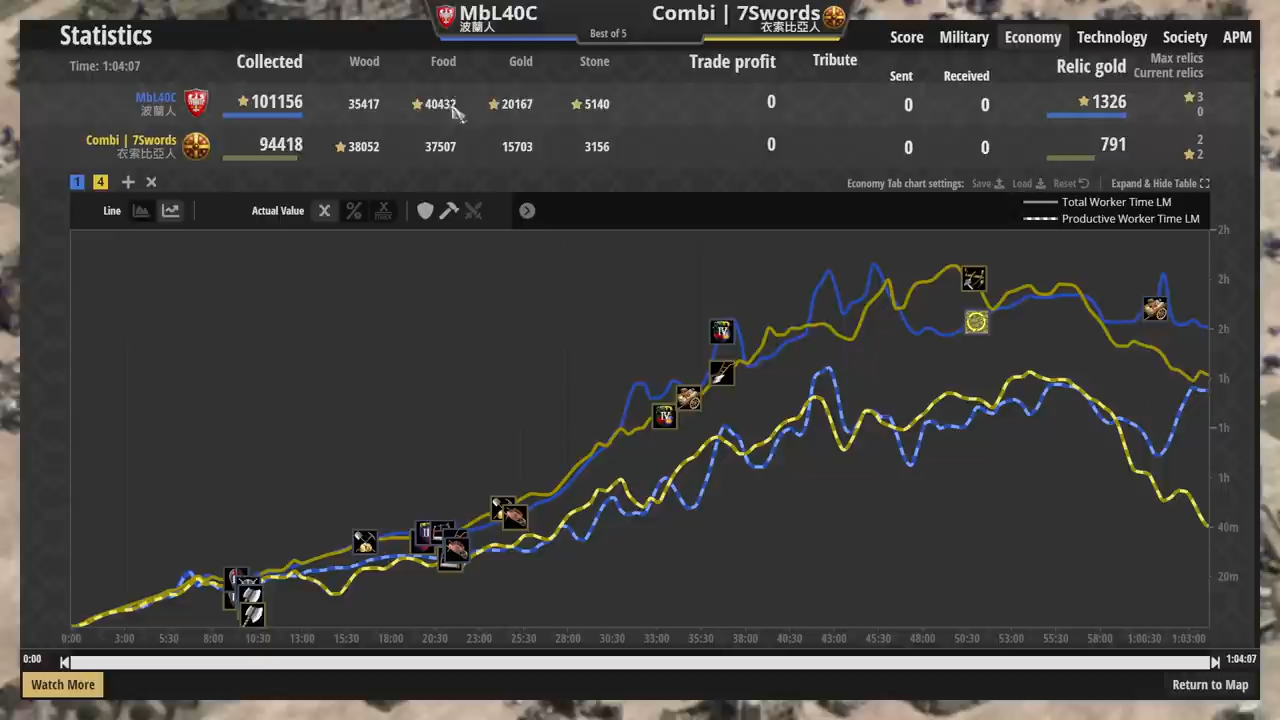 MbL40C
波蘭人
Best of 5
Combi | 7Swords
衣索比亞人
Statistics
Score Military Economy Technology Society APM
Time: 1:04:07
Collected Wood Food Gold Stone Trade profit Tribute Sent Received Relic gold Max relics
Current relics
MbL40C
波蘭人
101156 35417 40432 20167 5140 0 0 0 1326 3
0
Combi | 7Swords
衣索比亞人
94418 38052 37507 15703 3156 0 0 0 791 2
2
1 4
Economy Tab chart settings: Save Load Reset Expand & Hide Table
Line Actual Value
Total Worker Time LM
Productive Worker Time LM
2h
2h
2h
1h
1h
1h
40m
20m
IV
IV
II
0:00 3:00 5:30 8:00 10:30 13:00 15:30 18:00 20:30 23:00 25:30 28:00 30:30 33:00 35:30 38:00 40:30 43:00 45:30 48:00 50:30 53:00 55:30 58:00 1:00:30 1:03:00
0:00 1:04:07
Watch More
Return to Map